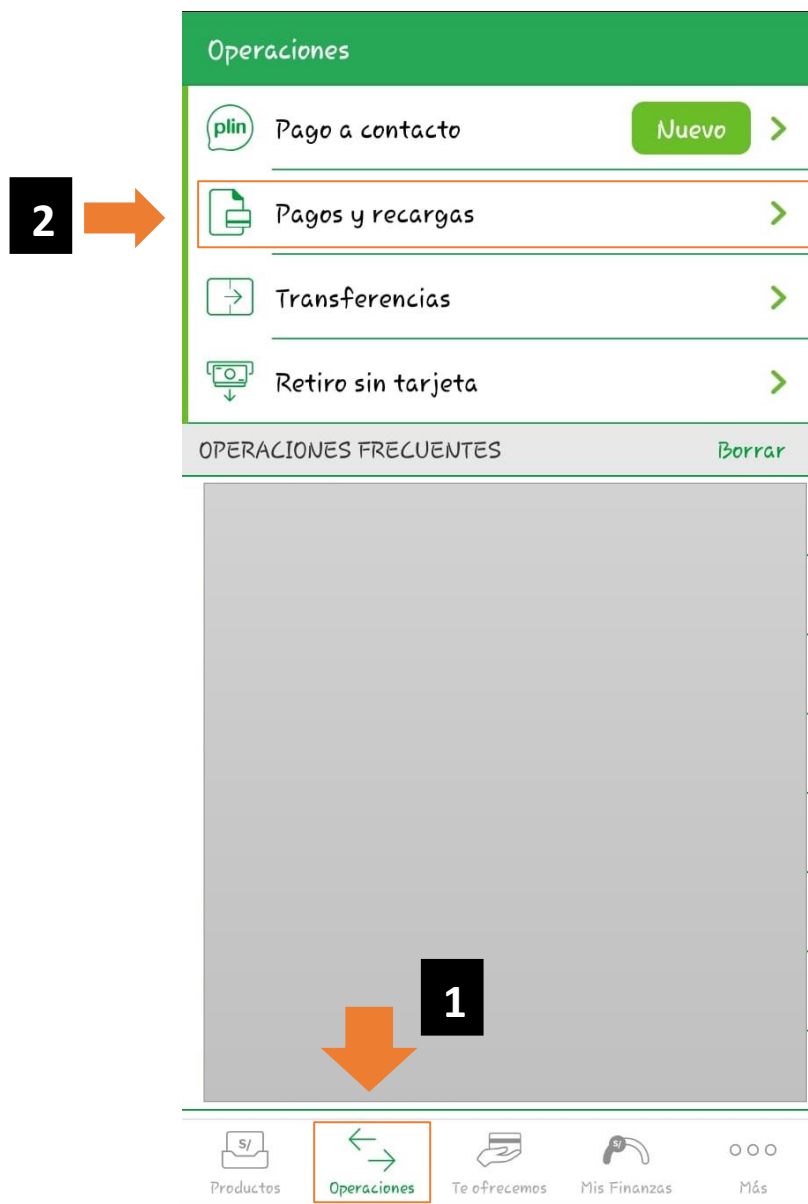 Operaciones
plin Pago a contacto Nuevo
2 Pagos y recargas
Transferencias
Retiro sin tarjeta
OPERACIONES FRECUENTES Borrar
1
S/ S/
Productos Operaciones Te ofrecemos Mis Finanzas Más